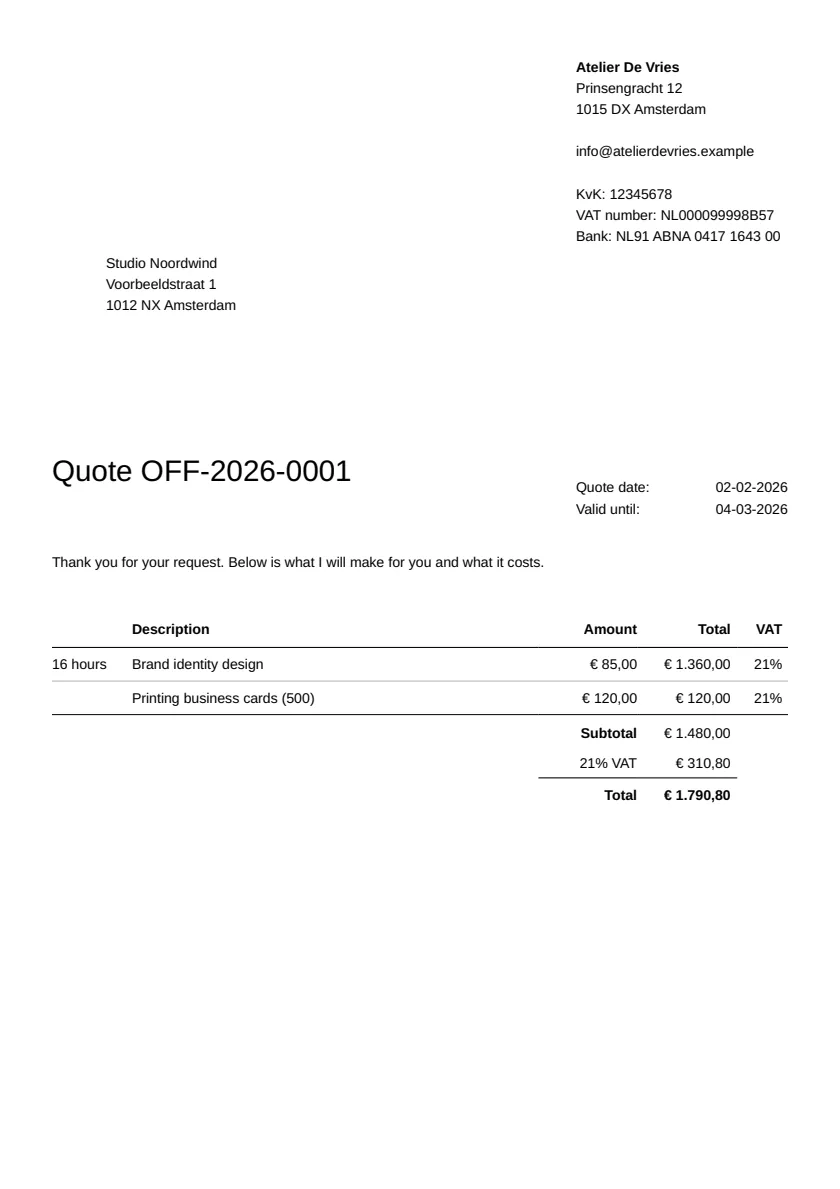 Atelier De Vries
Prinsengracht 12
1015 DX Amsterdam
info@atelierdevries.example
KvK: 12345678
VAT number: NL000099998B57
Bank: NL91 ABNA 0417 1643 00
Studio Noordwind
Voorbeeldstraat 1
1012 NX Amsterdam
Quote OFF-2026-0001
Quote date: 02-02-2026
Valid until: 04-03-2026
Thank you for your request. Below is what I will make for you and what it costs.
Description Amount Total VAT
16 hours Brand identity design € 85,00 € 1.360,00 21%
Printing business cards (500) € 120,00 € 120,00 21%
Subtotal € 1.480,00
21% VAT € 310,80
Total € 1.790,80